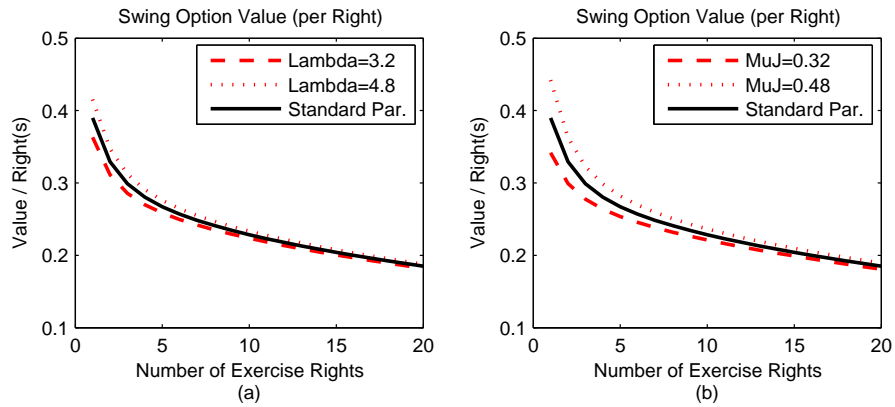 Swing Option Value (per Right)
0.5
0.4
0.3
0.2
0.1
Value / Right(s)
Lambda=3.2
Lambda=4.8
Standard Par.
0 5 10 15 20
Number of Exercise Rights
(a)
Swing Option Value (per Right)
0.5
0.4
0.3
0.2
0.1
Value / Right(s)
MuJ=0.32
MuJ=0.48
Standard Par.
0 5 10 15 20
Number of Exercise Rights
(b)